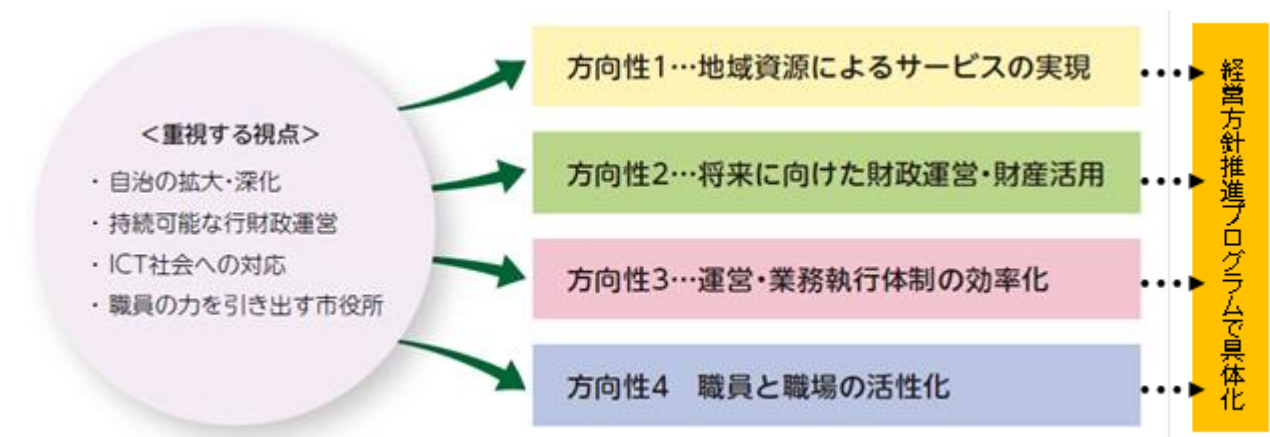 <重視する視点>
・自治の拡大・深化
・持続可能な行財政運営
・ICT社会への対応
・職員の力を引き出す市役所
方向性1…地域資源によるサービスの実現
方向性2…将来に向けた財政運営・財産活用
方向性3…運営・業務執行体制の効率化
方向性4　職員と職場の活性化
経営方針推進プログラムで具体化